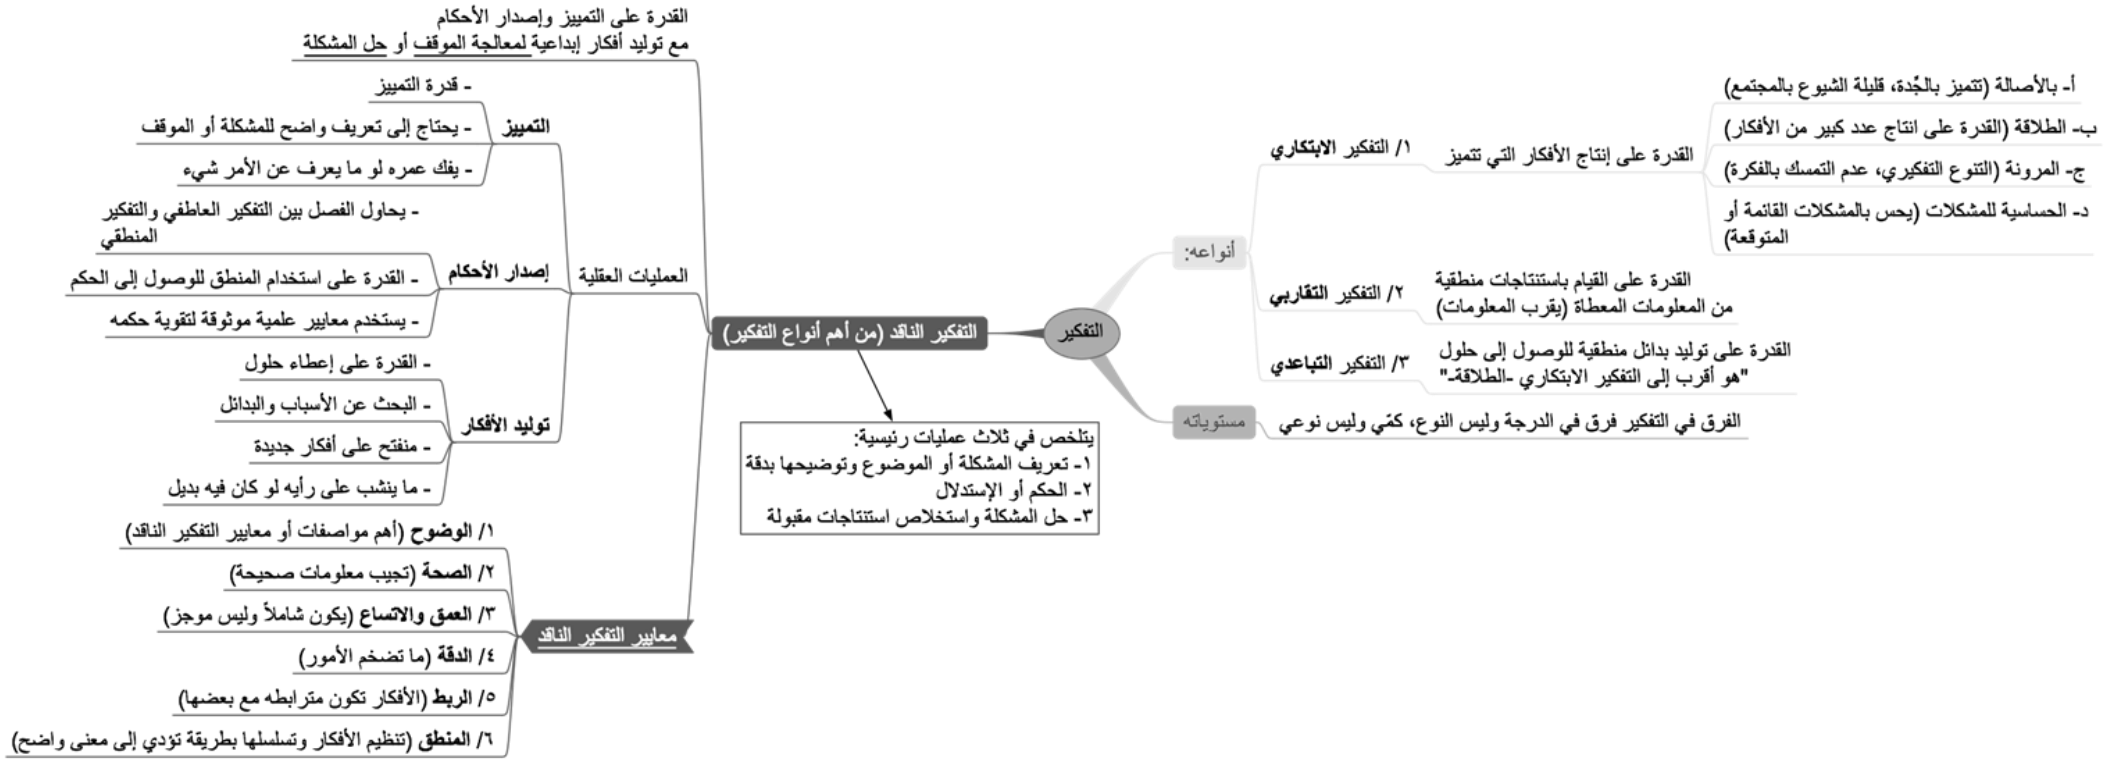 التفكير
أنواعه:
١/ التفكير الابتكاري
القدرة على إنتاج الأفكار التي تتميز
أ- بالأصالة (تتميز بالجِّدة، قليلة الشيوع بالمجتمع)
ب- الطلاقة (القدرة على انتاج عدد كبير من الأفكار)
ج- المرونة (التنوع التفكيري، عدم التمسك بالفكرة)
د- الحساسية للمشكلات (يحس بالمشكلات القائمة أو
المتوقعة)
٢/ التفكير التقاربي
القدرة على القيام باستنتاجات منطقية
من المعلومات المعطاة (يقرب المعلومات)
٣/ التفكير التباعدي
القدرة على توليد بدائل منطقية للوصول إلى حلول
"هو أقرب إلى التفكير الابتكاري -الطلاقة-"
مستوياته
الفرق في التفكير فرق في الدرجة وليس النوع، كمّي وليس نوعي
التفكير الناقد (من أهم أنواع التفكير)
يتلخص في ثلاث عمليات رئيسية:
١- تعريف المشكلة أو الموضوع وتوضيحها بدقة
٢- الحكم أو الإستدلال
٣- حل المشكلة واستخلاص استنتاجات مقبولة
القدرة على التمييز وإصدار الأحكام
مع توليد أفكار إبداعية لمعالجة الموقف أو حل المشكلة
العمليات العقلية
التمييز
- قدرة التمييز
- يحتاج إلى تعريف واضح للمشكلة أو الموقف
- يفك عمره لو ما يعرف عن الأمر شيء
إصدار الأحكام
- يحاول الفصل بين التفكير العاطفي والتفكير
المنطقي
- القدرة على استخدام المنطق للوصول إلى الحكم
- يستخدم معايير علمية موثوقة لتقوية حكمه
توليد الأفكار
- القدرة على إعطاء حلول
- البحث عن الأسباب والبدائل
- منفتح على أفكار جديدة
- ما ينشب على رأيه لو كان فيه بديل
معايير التفكير الناقد
١/ الوضوح (أهم مواصفات أو معايير التفكير الناقد)
٢/ الصحة (تجيب معلومات صحيحة)
٣/ العمق والاتساع (يكون شاملاً وليس موجز)
٤/ الدقة (ما تضخم الأمور)
٥/ الربط (الأفكار تكون مترابطه مع بعضها)
٦/ المنطق (تنظيم الأفكار وتسلسلها بطريقة تؤدي إلى معنى واضح)